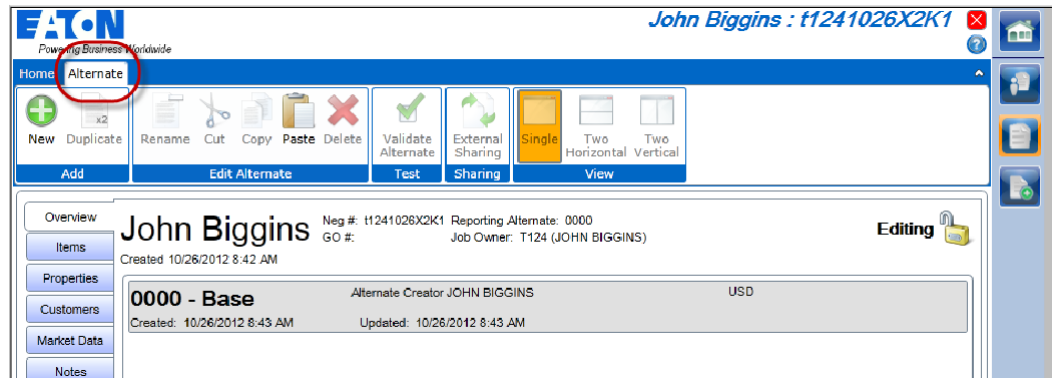 EATON
Powering Business Worldwide
John Biggins : t1241026X2K1
Home Alternate
x2
New Duplicate Rename Cut Copy Paste Delete Validate Alternate External Sharing Single Two Horizontal Two Vertical
Add Edit Alternate Test Sharing View
Overview
Items
Properties
Customers
Market Data
Notes
John Biggins
Neg #: t1241026X2K1 Reporting Alternate: 0000
GO #: Job Owner: T124 (JOHN BIGGINS)
Created 10/26/2012 8:42 AM
Editing
0000 - Base Alternate Creator JOHN BIGGINS USD
Created: 10/26/2012 8:43 AM Updated: 10/26/2012 8:43 AM